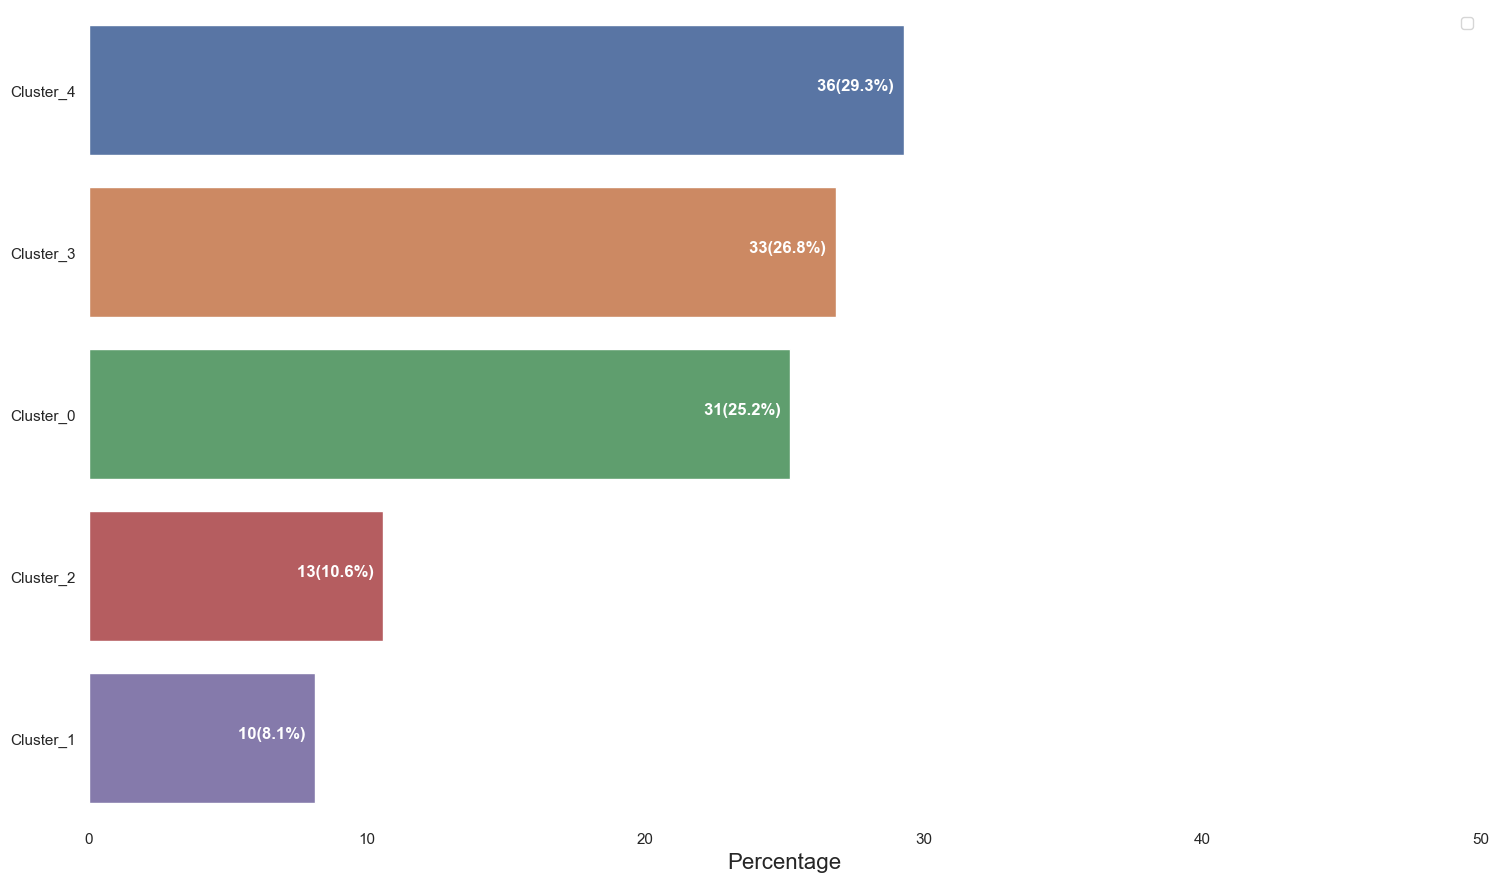 Cluster_4
36(29.3%)
Cluster_3
33(26.8%)
Cluster_0
31(25.2%)
Cluster_2
13(10.6%)
Cluster_1
10(8.1%)
0 10 20 30 40 50
Percentage